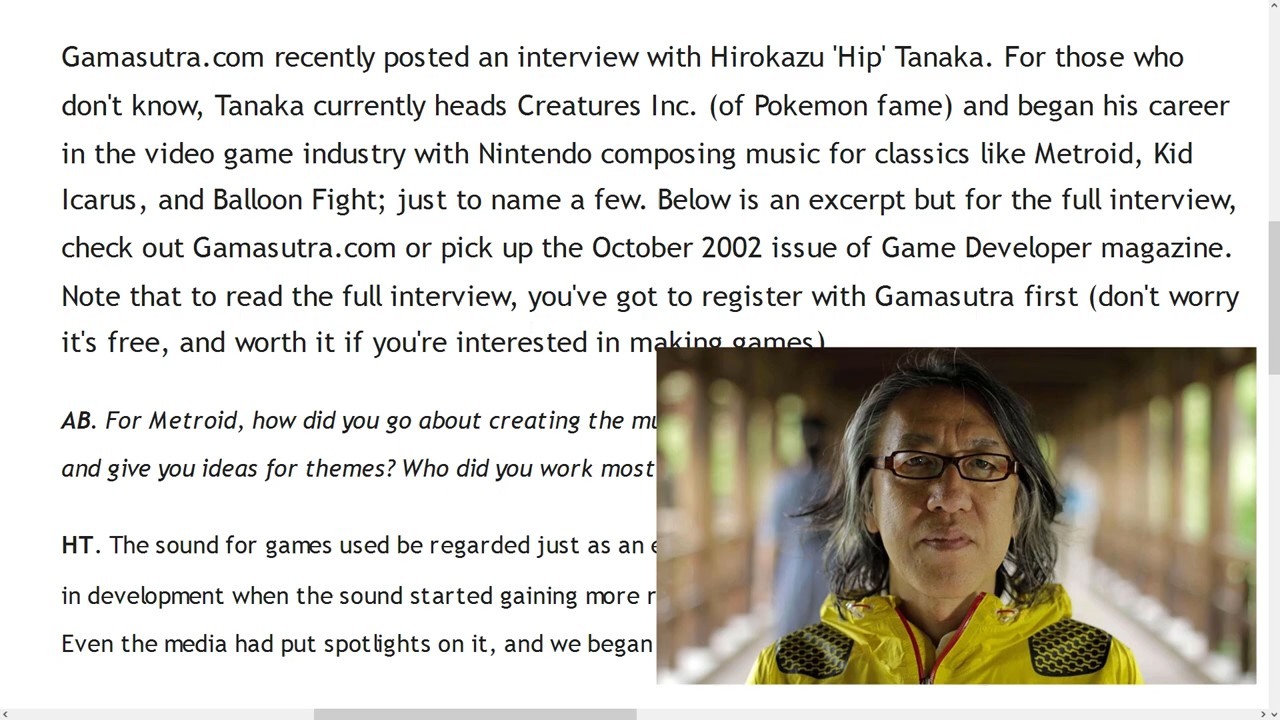 Gamasutra.com recently posted an interview with Hirokazu 'Hip' Tanaka. For those who
don't know, Tanaka currently heads Creatures Inc. (of Pokemon fame) and began his career
in the video game industry with Nintendo composing music for classics like Metroid, Kid
Icarus, and Balloon Fight; just to name a few. Below is an excerpt but for the full interview,
check out Gamasutra.com or pick up the October 2002 issue of Game Developer magazine.
Note that to read the full interview, you've got to register with Gamasutra first (don't worry
it's free, and worth it if you're interested in making games)
AB. For Metroid, how did you go about creating the
and give you ideas for themes? Who did you work most
HT. The sound for games used be regarded just as an
in development when the sound started gaining more
Even the media had put spotlights on it, and we began